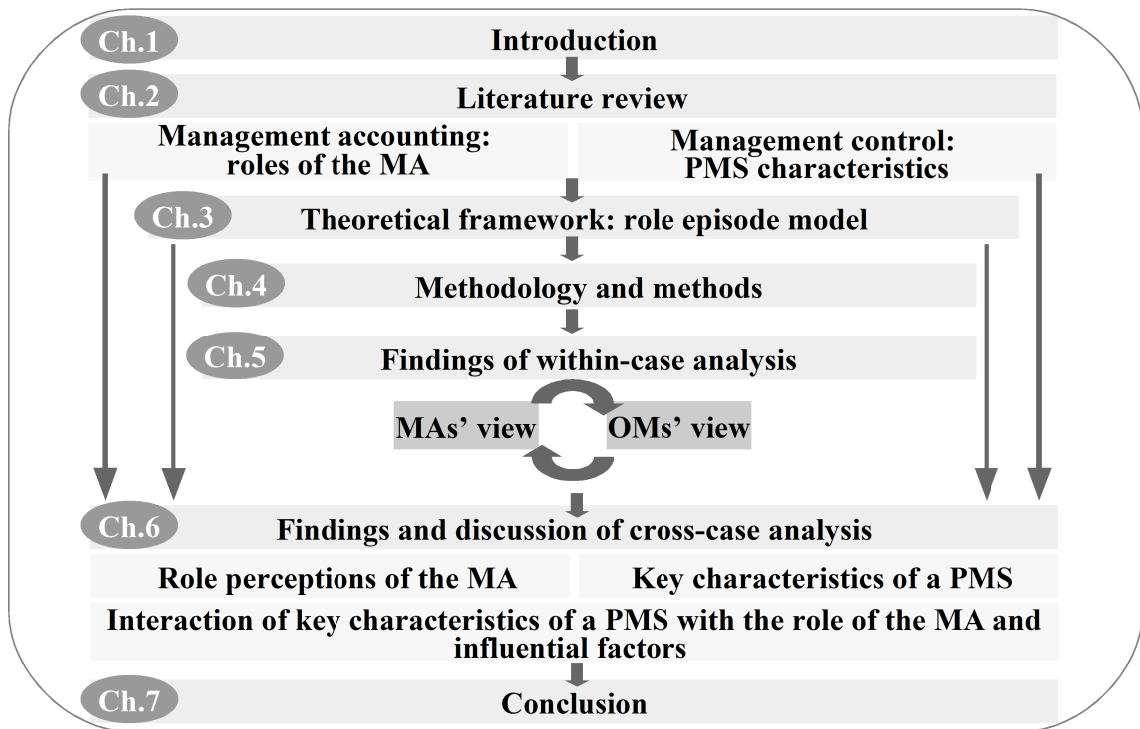 Ch.1 Introduction
Ch.2 Literature review
Management accounting:
roles of the MA
Management control:
PMS characteristics
Ch.3 Theoretical framework: role episode model
Ch.4 Methodology and methods
Ch.5 Findings of within-case analysis
MAs’ view OMs’ view
Ch.6 Findings and discussion of cross-case analysis
Role perceptions of the MA Key characteristics of a PMS
Interaction of key characteristics of a PMS with the role of the MA and
influential factors
Ch.7 Conclusion